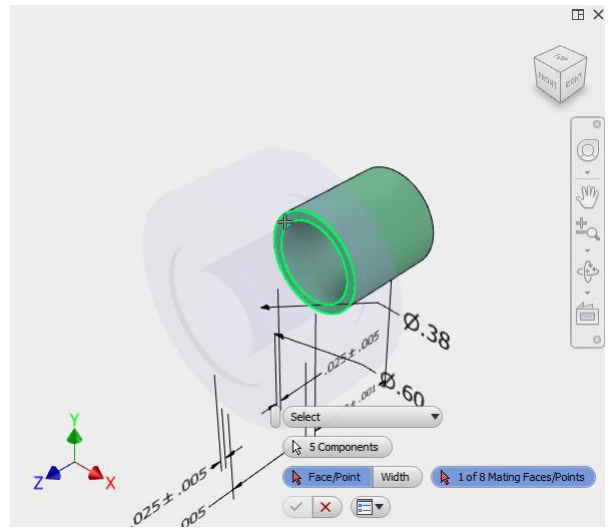 TOP
FRONT
RIGHT
Ø.38
.025±.005
Ø.60
±.001
Select
5 Components
Face/Point Width 1 of 8 Mating Faces/Points
Y
Z X
.025±.005
.005